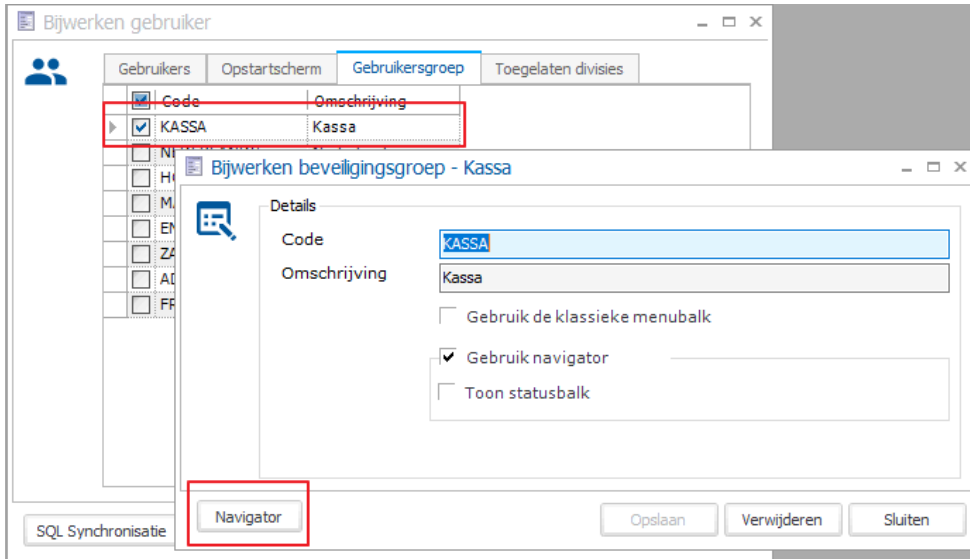 Bijwerken gebruiker
Gebruikers Opstartscherm Gebruikersgroep Toegelaten divisies
Code Omschrijving
KASSA Kassa
Bijwerken beveiligingsgroep - Kassa
Details
Code KASSA
Omschrijving Kassa
Gebruik de klassieke menubalk
Gebruik navigator
Toon statusbalk
Navigator Opslaan Verwijderen Sluiten
SQL Synchronisatie